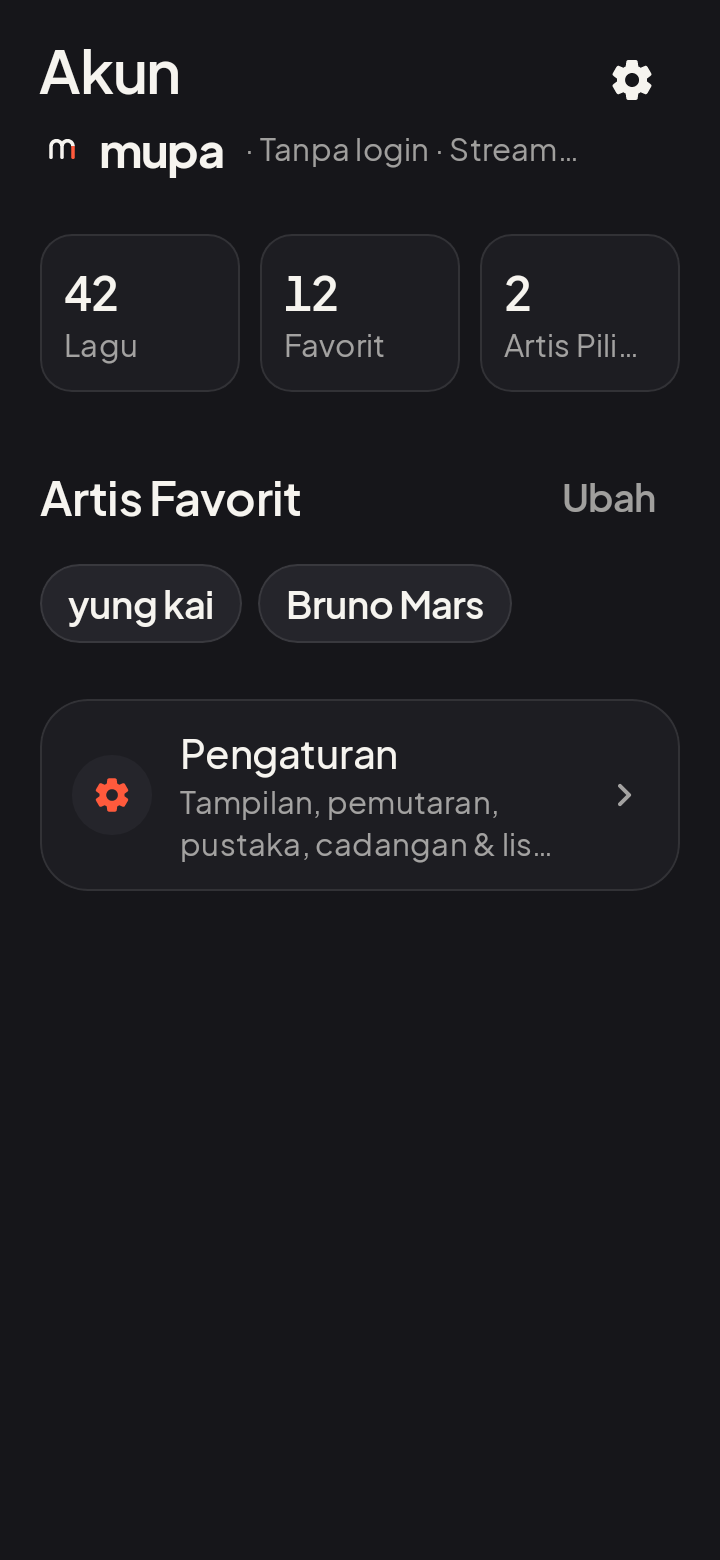 Akun
mupa · Tanpa login · Stream…
42
Lagu
12
Favorit
2
Artis Pili…
Artis Favorit
Ubah
yung kai
Bruno Mars
Pengaturan
Tampilan, pemutaran,
pustaka, cadangan & lis…